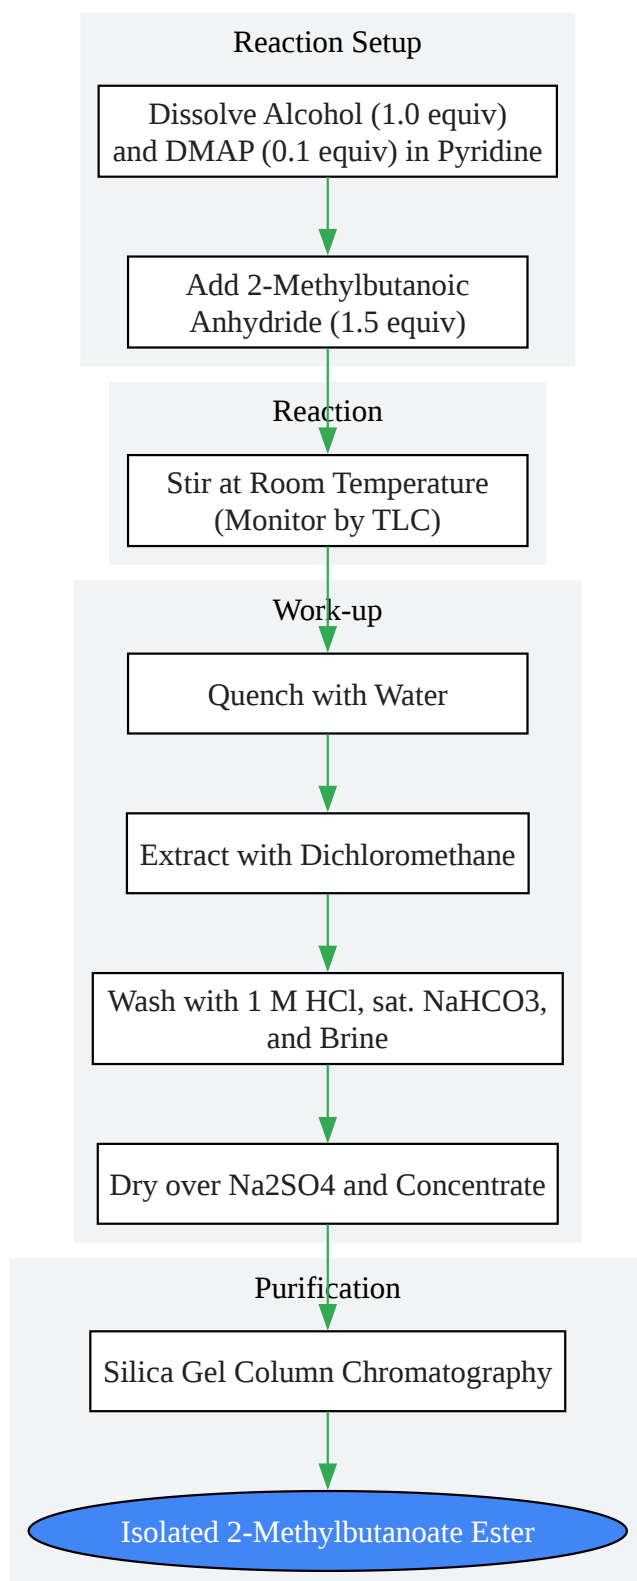 Reaction Setup
Dissolve Alcohol (1.0 equiv)
and DMAP (0.1 equiv) in Pyridine
Add 2-Methylbutanoic
Anhydride (1.5 equiv)
Reaction
Stir at Room Temperature
(Monitor by TLC)
Work-up
Quench with Water
Extract with Dichloromethane
Wash with 1 M HCl, sat. NaHCO3,
and Brine
Dry over Na2SO4 and Concentrate
Purification
Silica Gel Column Chromatography
Isolated 2-Methylbutanoate Ester